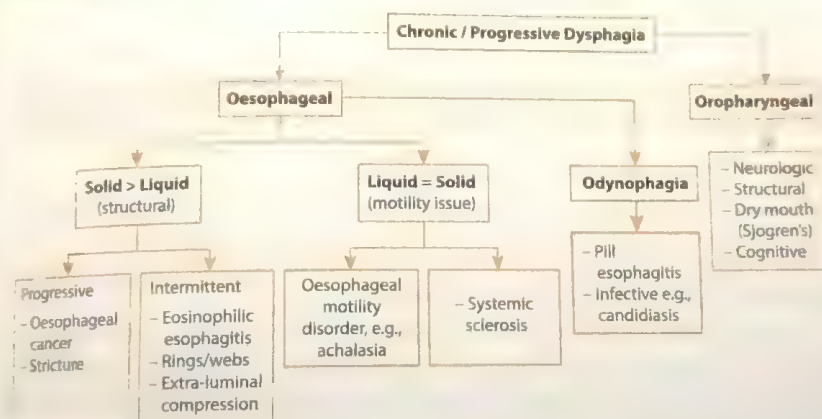 Chronic / Progressive Dysphagia
Oesophageal
Oropharyngeal
Solid > Liquid
(structural)
Liquid = Solid
(motility issue)
Odynophagia
– Neurologic
– Structural
– Dry mouth
(Sjogren's)
– Cognitive
Progressive
– Oesophageal
cancer
– Stricture
Intermittent
– Eosinophilic
esophagitis
– Rings/webs
– Extra-luminal
compression
Oesophageal
motility
disorder, e.g.,
achalasia
– Systemic
sclerosis
– Pill
esophagitis
– Infective e.g.,
candidiasis